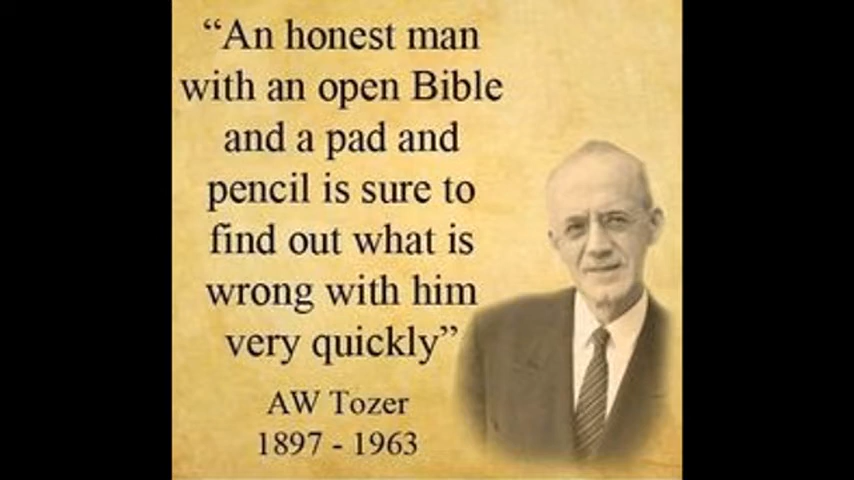 “An honest man
with an open Bible
and a pad and
pencil is sure to
find out what is
wrong with him
very quickly”
AW Tozer
1897 - 1963